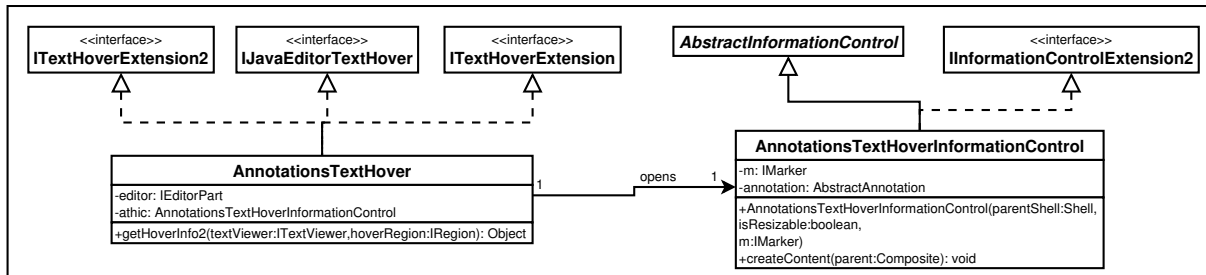 <<interface>>
ITextHoverExtension2
<<interface>>
IJavaEditorTextHover
<<interface>>
ITextHoverExtension
AbstractInformationControl
<<interface>>
IInformationControlExtension2
AnnotationsTextHover
-editor: IEditorPart
-athic: AnnotationsTextHoverInformationControl
+getHoverInfo2(textViewer:ITextViewer,hoverRegion:IRegion): Object
1
opens
1
AnnotationsTextHoverInformationControl
-m: IMarker
-annotation: AbstractAnnotation
+AnnotationsTextHoverInformationControl(parentShell:Shell,
isResizable:boolean,
m:IMarker)
+createContent(parent:Composite): void